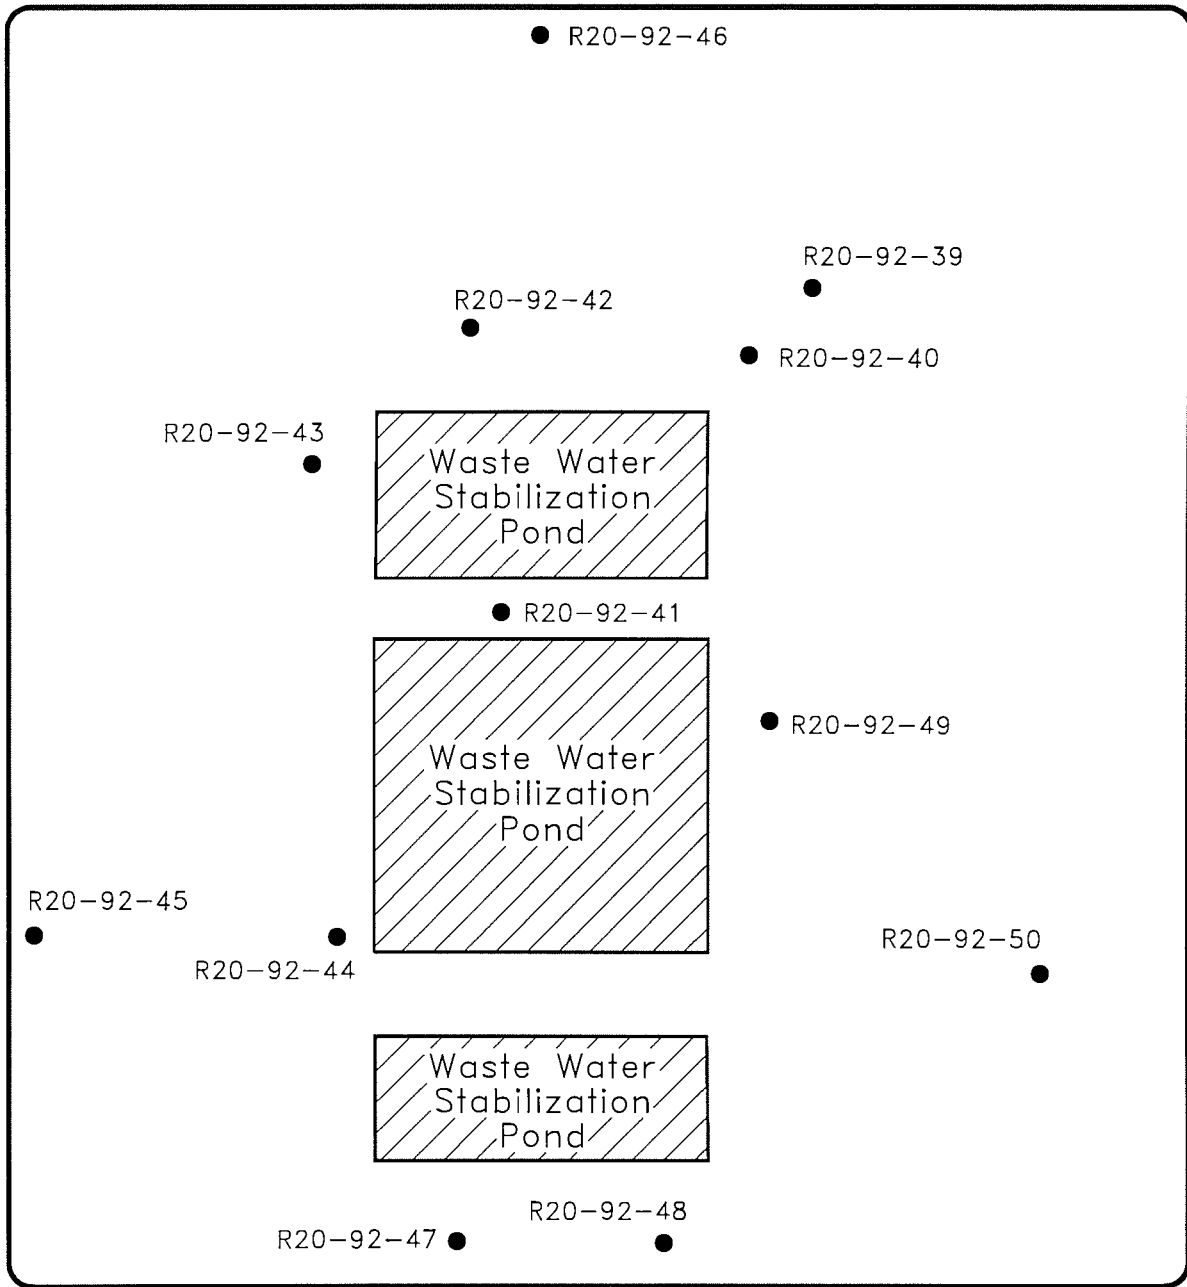 R20-92-46
R20-92-39
R20-92-42
R20-92-40
R20-92-43
Waste Water
Stabilization
Pond
R20-92-41
R20-92-49
Waste Water
Stabilization
Pond
R20-92-45
R20-92-50
R20-92-44
Waste Water
Stabilization
Pond
R20-92-48
R20-92-47